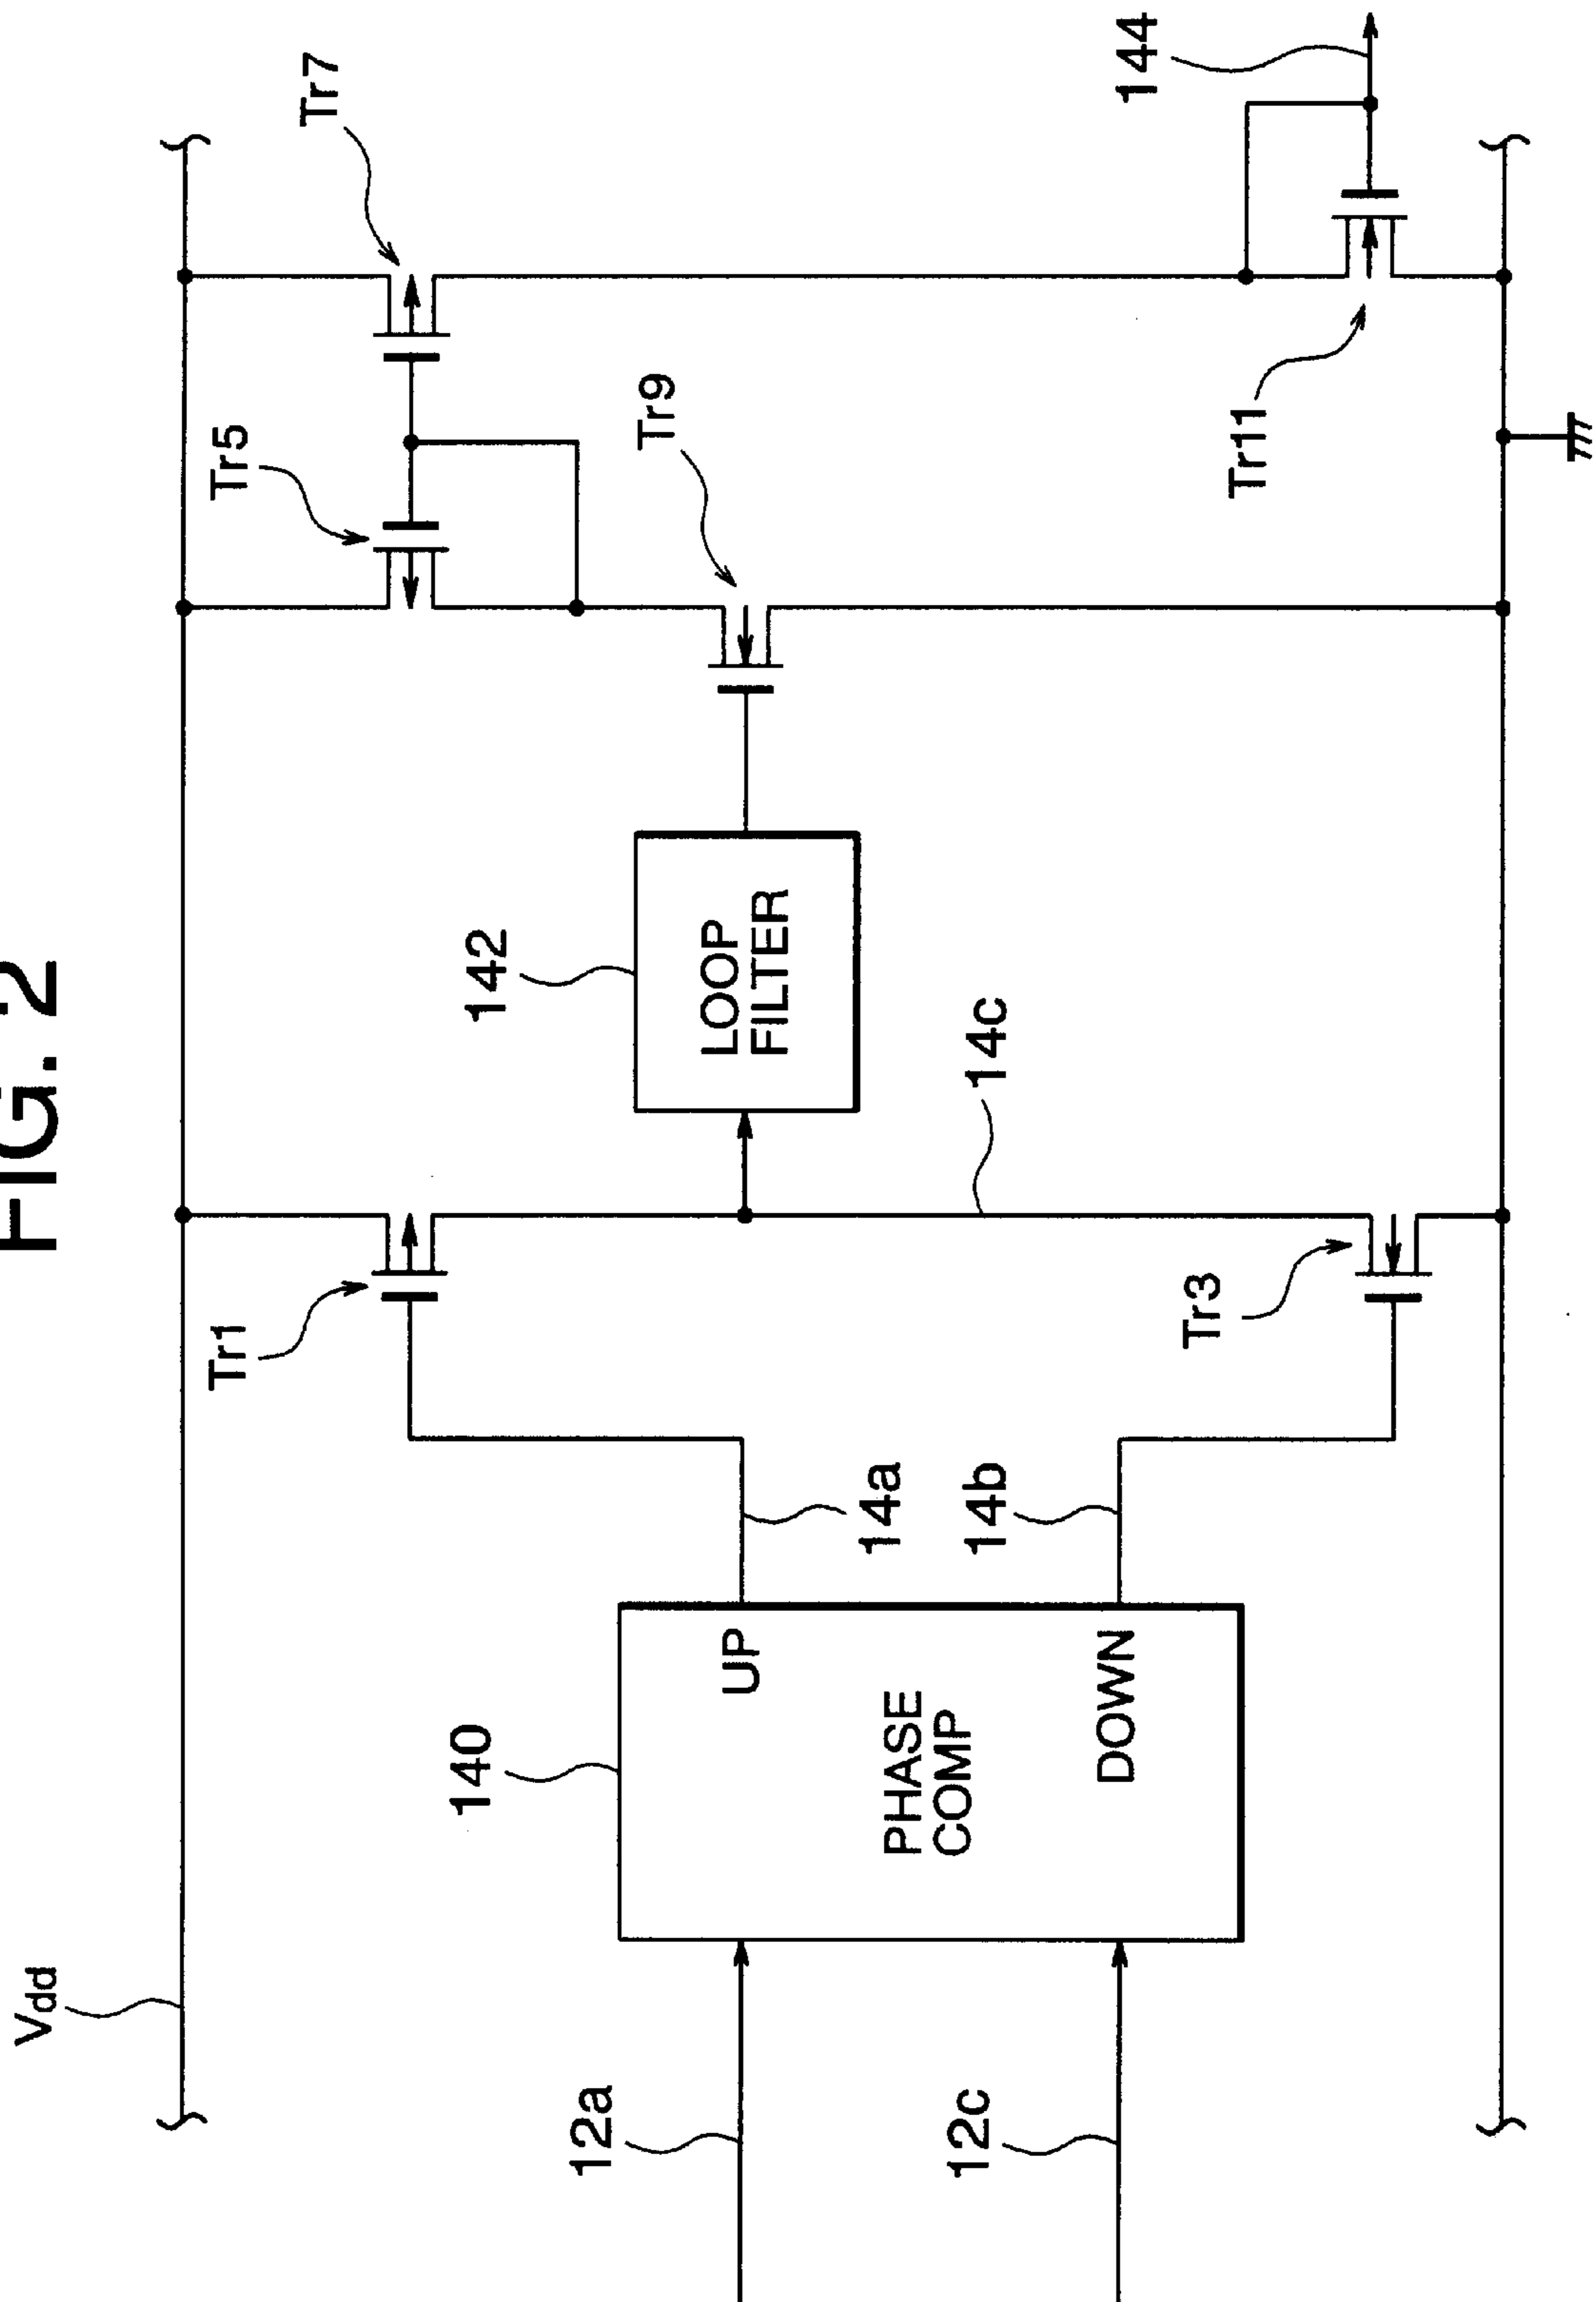 FIG. 2
Vdd
Tr1
Tr5
Tr7
140
142
Tr9
12a
UP
14a
LOOP
FILTER
PHASE
COMP
12c
DOWN
14b
14c
Tr3
Tr11
144